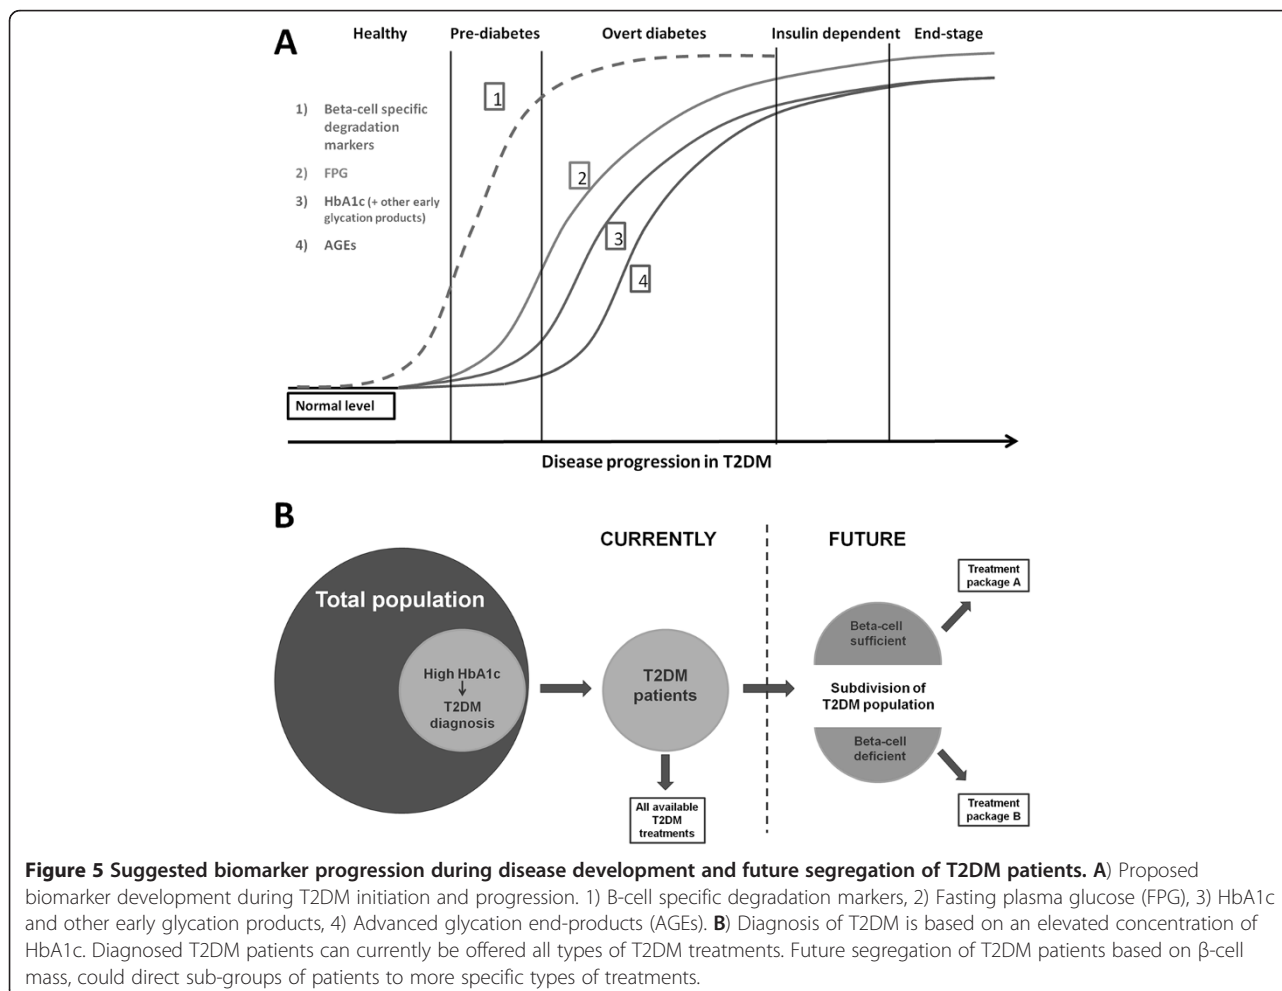 A
Healthy
Pre-diabetes
Overt diabetes
Insulin dependent
End-stage
1) Beta-cell specific
degradation
markers
2) FPG
3) HbA1c (+ other early
glycation products)
4) AGEs
1
2
3
4
Normal level
Disease progression in T2DM
B
CURRENTLY
FUTURE
Total population
High HbA1c
T2DM
diagnosis
T2DM
patients
All available
T2DM
treatments
Beta-cell
sufficient
Subdivision of
T2DM population
Beta-cell
deficient
Treatment
package A
Treatment
package B
Figure 5 Suggested biomarker progression during disease development and future segregation of T2DM patients. A) Proposed
biomarker development during T2DM initiation and progression. 1) B-cell specific degradation markers, 2) Fasting plasma glucose (FPG), 3) HbA1c
and other early glycation products, 4) Advanced glycation end-products (AGEs). B) Diagnosis of T2DM is based on an elevated concentration of
HbA1c. Diagnosed T2DM patients can currently be offered all types of T2DM treatments. Future segregation of T2DM patients based on β-cell
mass, could direct sub-groups of patients to more specific types of treatments.